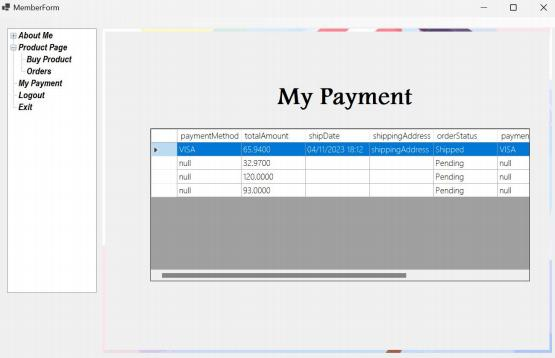 MemberForm
About Me
Product Page
Buy Product
Orders
My Payment
Logout
Exit
My Payment
paymentMethod totalAmount shipDate shippingAddress orderStatus paymen
VISA 65.9400 04/11/2023 18:12 shippingAddress Shipped VISA
null 32.9700 Pending null
null 120.0000 Pending null
null 93.0000 Pending null